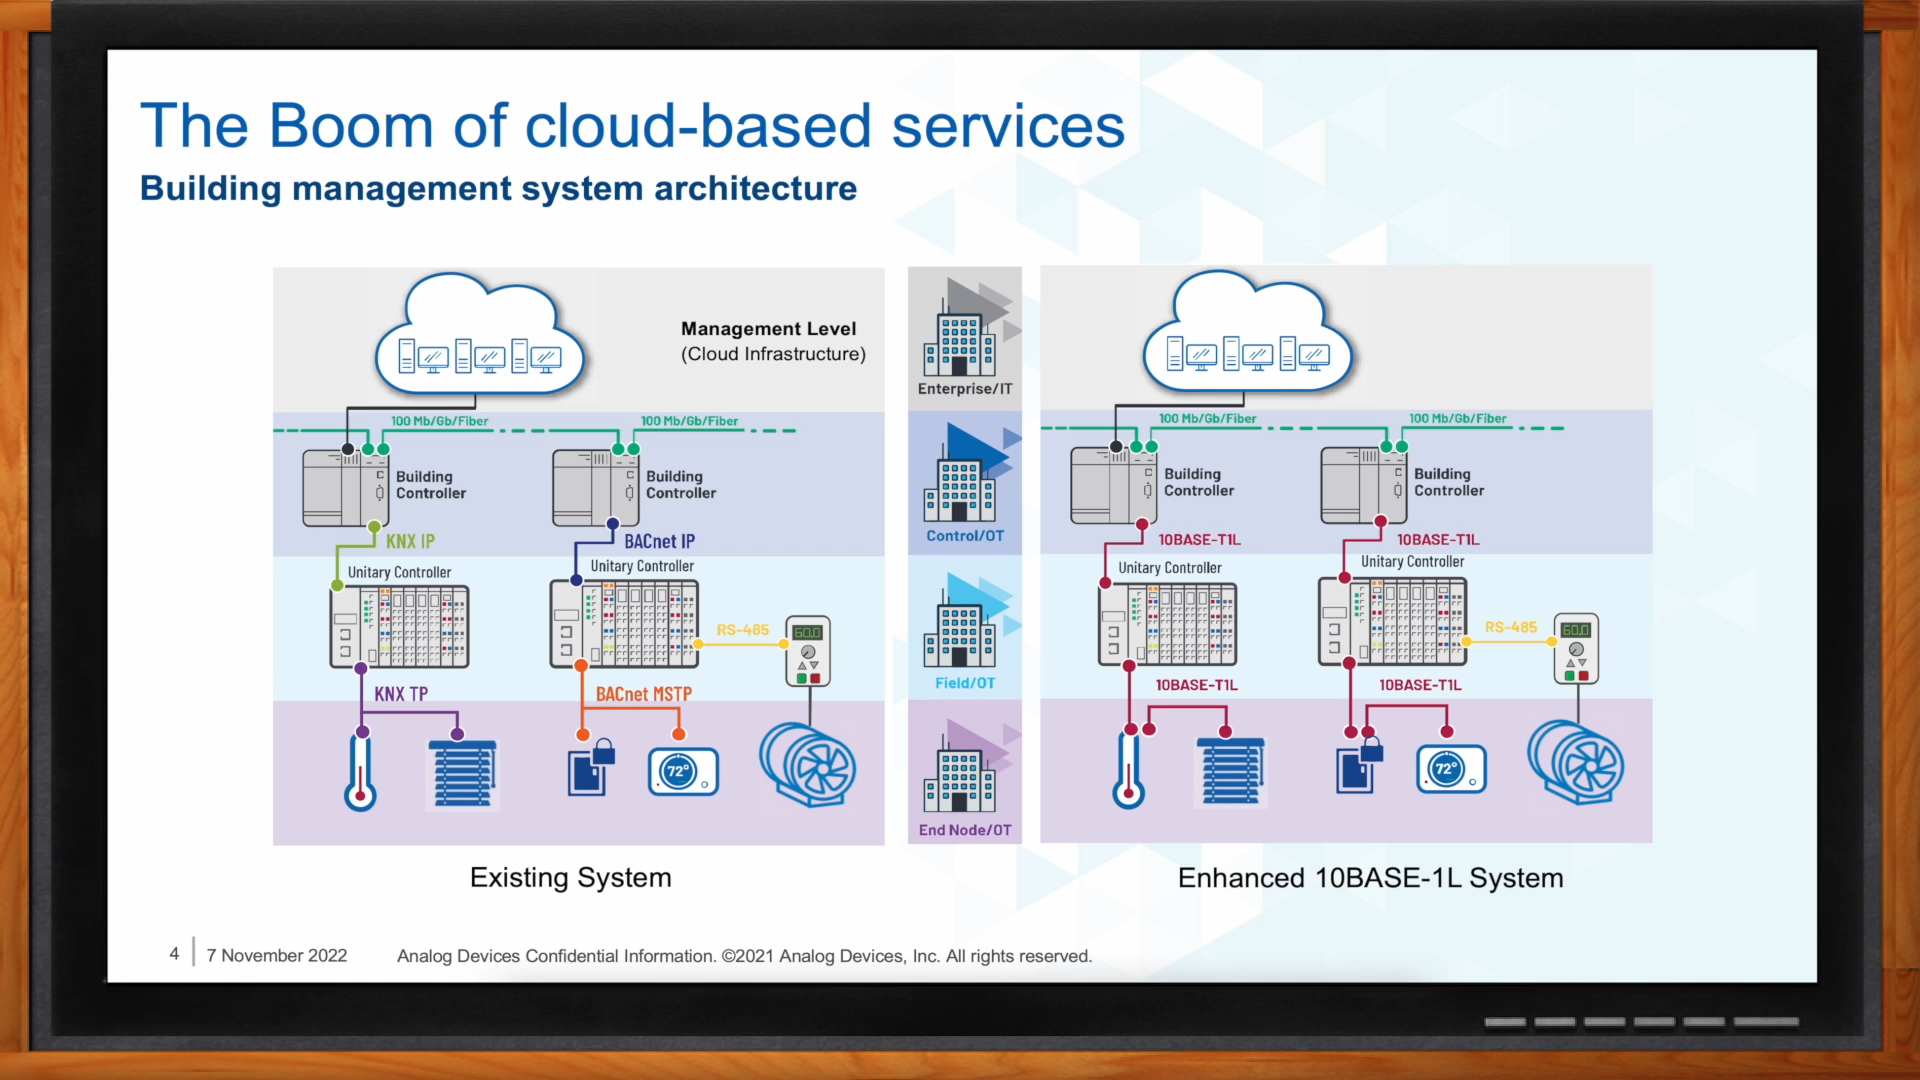 The Boom of cloud-based services
Building management system architecture
Management Level
(Cloud Infrastructure)
100 Mb/Gb/Fiber
100 Mb/Gb/Fiber
Building
Controller
Building
Controller
KNX IP
BACnet IP
Unitary Controller
Unitary Controller
RS-485
60.0
KNX TP
BACnet MSTP
72°
Existing System
Enterprise/IT
Control/OT
Field/OT
End Node/OT
100 Mb/Gb/Fiber
100 Mb/Gb/Fiber
Building
Controller
Building
Controller
10BASE-T1L
10BASE-T1L
Unitary Controller
Unitary Controller
RS-485
60.0
10BASE-T1L
10BASE-T1L
72°
Enhanced 10BASE-1L System
4
7 November 2022
Analog Devices Confidential Information. ©2021 Analog Devices, Inc. All rights reserved.